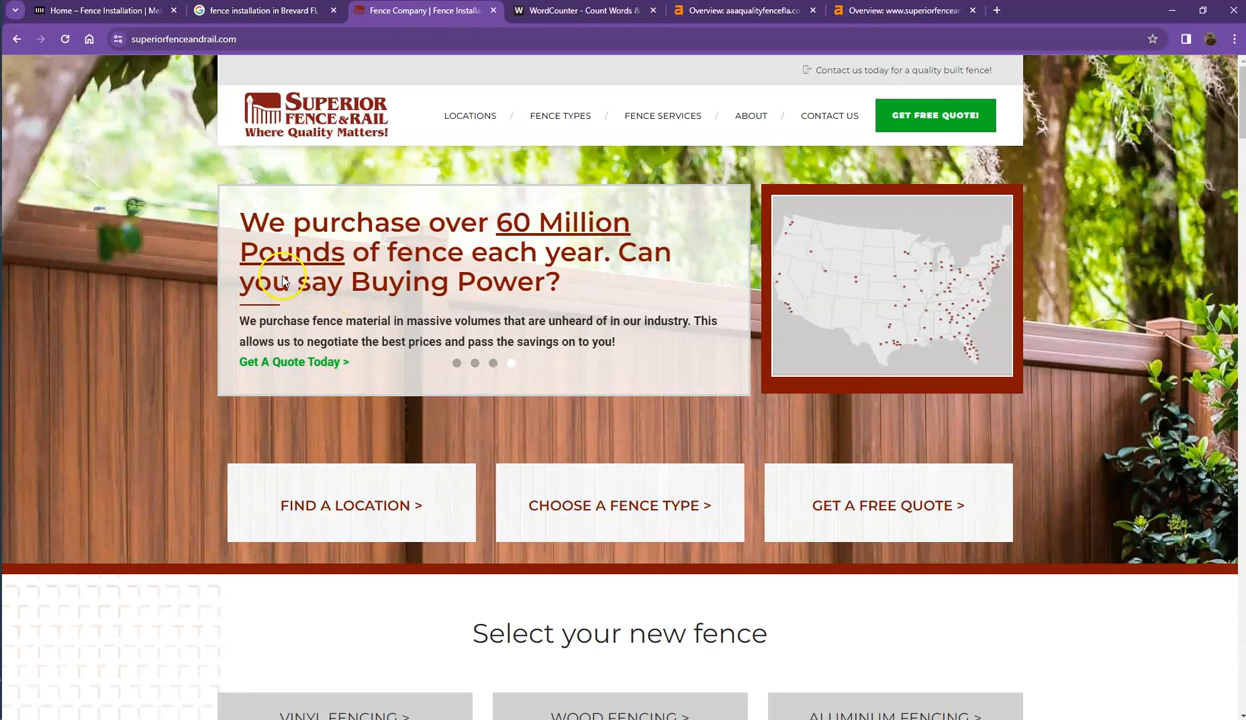 Home – Fence Installation | Mel
fence installation in Brevard FL
Fence Company | Fence Installa
WordCounter - Count Words &
Overview: aaaqualityfencefla.co
Overview: www.superiorfencear
superiorfenceandrail.com
Contact us today for a quality built fence!
SUPERIOR
FENCE & RAIL
Where Quality Matters!
LOCATIONS / FENCE TYPES / FENCE SERVICES / ABOUT / CONTACT US
GET FREE QUOTE!
We purchase over 60 Million
Pounds of fence each year. Can
you say Buying Power?
We purchase fence material in massive volumes that are unheard of in our industry. This
allows us to negotiate the best prices and pass the savings on to you!
Get A Quote Today >
FIND A LOCATION >
CHOOSE A FENCE TYPE >
GET A FREE QUOTE >
Select your new fence
VINYL FENCING >
WOOD FENCING >
ALUMINUM FENCING >